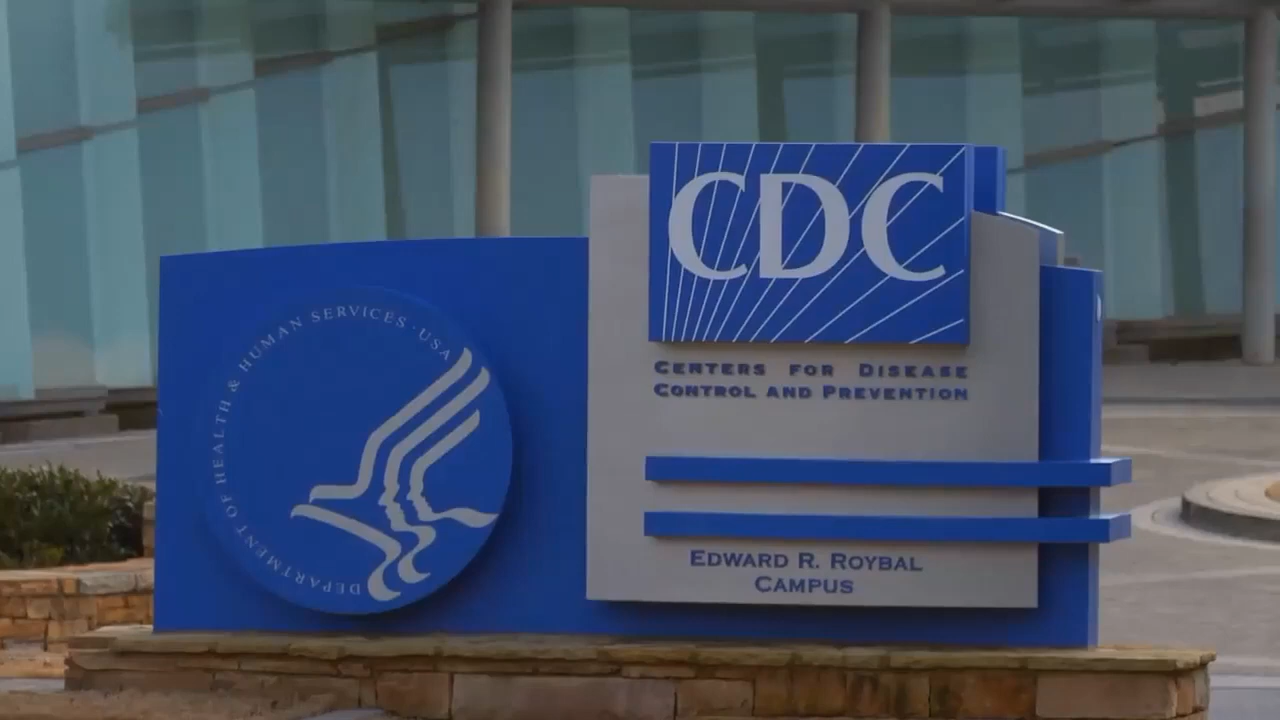 DEPARTMENT OF HEALTH & HUMAN SERVICES · USA
CDC
CENTERS FOR DISEASE
CONTROL AND PREVENTION
EDWARD R. ROYBAL
CAMPUS